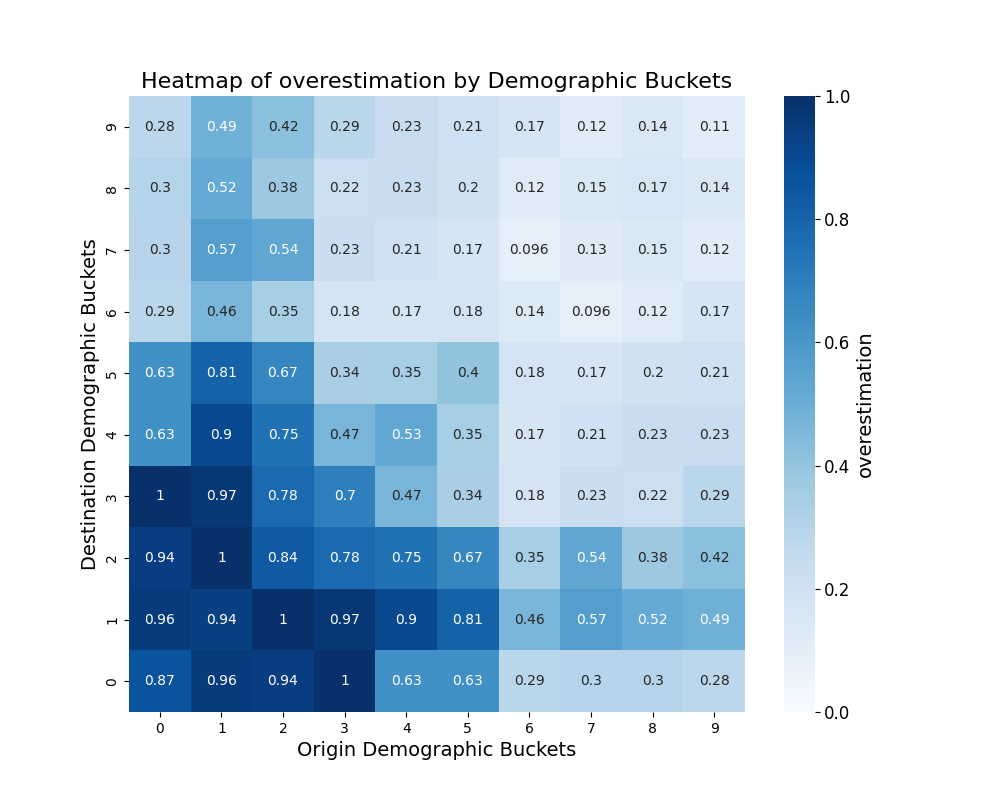 Heatmap of overestimation by Demographic Buckets
9 0.28 0.49 0.42 0.29 0.23 0.21 0.17 0.12 0.14 0.11
8 0.3 0.52 0.38 0.22 0.23 0.2 0.12 0.15 0.17 0.14
7 0.3 0.57 0.54 0.23 0.21 0.17 0.096 0.13 0.15 0.12
6 0.29 0.46 0.35 0.18 0.17 0.18 0.14 0.096 0.12 0.17
5 0.63 0.81 0.67 0.34 0.35 0.4 0.18 0.17 0.2 0.21
4 0.63 0.9 0.75 0.47 0.53 0.35 0.17 0.21 0.23 0.23
3 1 0.97 0.78 0.7 0.47 0.34 0.18 0.23 0.22 0.29
2 0.94 1 0.84 0.78 0.75 0.67 0.35 0.54 0.38 0.42
1 0.96 0.94 1 0.97 0.9 0.81 0.46 0.57 0.52 0.49
0 0.87 0.96 0.94 1 0.63 0.63 0.29 0.3 0.3 0.28
0 1 2 3 4 5 6 7 8 9
Origin Demographic Buckets
Destination Demographic Buckets
1.0
0.8
0.6
0.4
0.2
0.0
overestimation